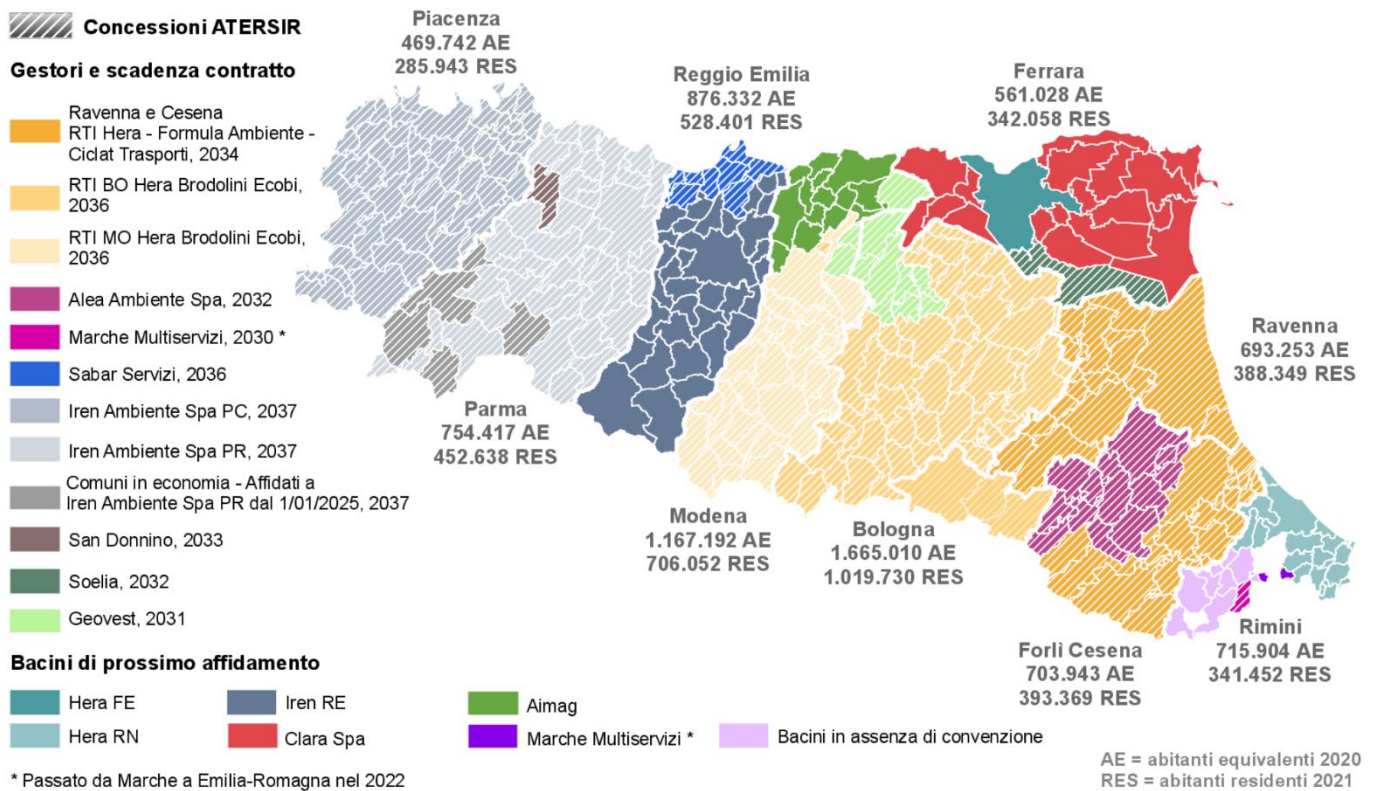 Concessioni ATERSIR
Gestori e scadenza contratto
Ravenna e Cesena
RTI Hera - Formula Ambiente -
Ciclat Trasporti, 2034
RTI BO Hera Brodolini Ecobi,
2036
RTI MO Hera Brodolini Ecobi,
2036
Alea Ambiente Spa, 2032
Marche Multiservizi, 2030 *
Sabar Servizi, 2036
Iren Ambiente Spa PC, 2037
Iren Ambiente Spa PR, 2037
Comuni in economia - Affidati a
Iren Ambiente Spa PR dal 1/01/2025, 2037
San Donnino, 2033
Soelia, 2032
Geovest, 2031
Piacenza
469.742 AE
285.943 RES
Reggio Emilia
876.332 AE
528.401 RES
Ferrara
561.028 AE
342.058 RES
Ravenna
693.253 AE
388.349 RES
Parma
754.417 AE
452.638 RES
Modena
1.167.192 AE
706.052 RES
Bologna
1.665.010 AE
1.019.730 RES
Forlì Cesena
703.943 AE
393.369 RES
Rimini
715.904 AE
341.452 RES
Bacini di prossimo affidamento
Hera FE
Iren RE
Aimag
Hera RN
Clara Spa
Marche Multiservizi *
Bacini in assenza di convenzione
* Passato da Marche a Emilia-Romagna nel 2022
AE = abitanti equivalenti 2020
RES = abitanti residenti 2021